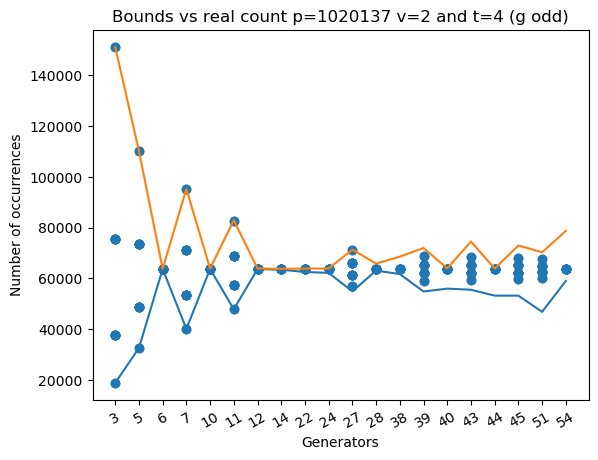 Bounds vs real count p=1020137 v=2 and t=4 (g odd)
Number of occurrences
140000
120000
100000
80000
60000
40000
20000
3 5 6 7 10 11 12 14 22 24 27 28 38 39 40 43 44 45 51 54
Generators